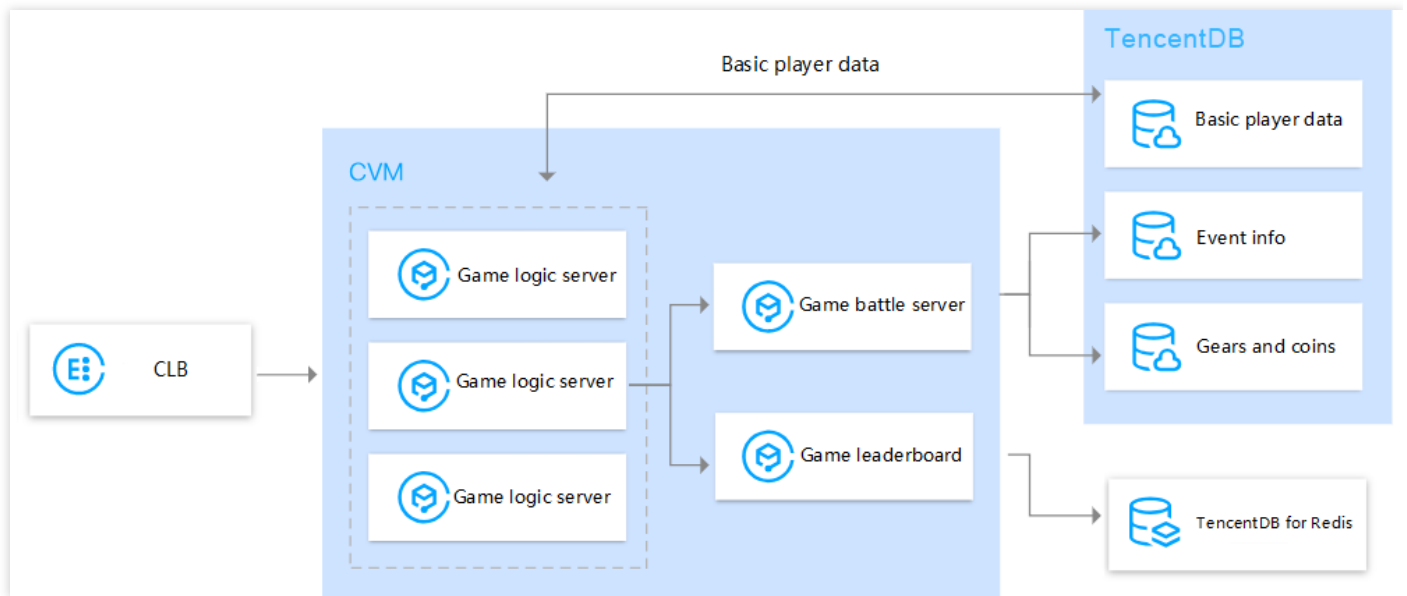 TencentDB
Basic player data
Basic player data
CVM
Event info
Game logic server
Game battle server
Gears and coins
CLB
Game logic server
Game leaderboard
Game logic server
TencentDB for Redis